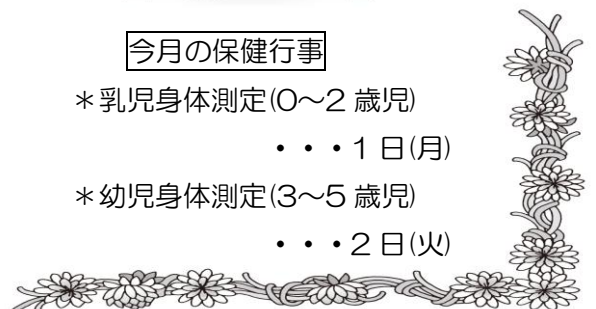 今月の保健行事
＊乳児身体測定(0～2歳児)
・・・1日(月)
＊幼児身体測定(3～5歳児)
・・・2日(火)